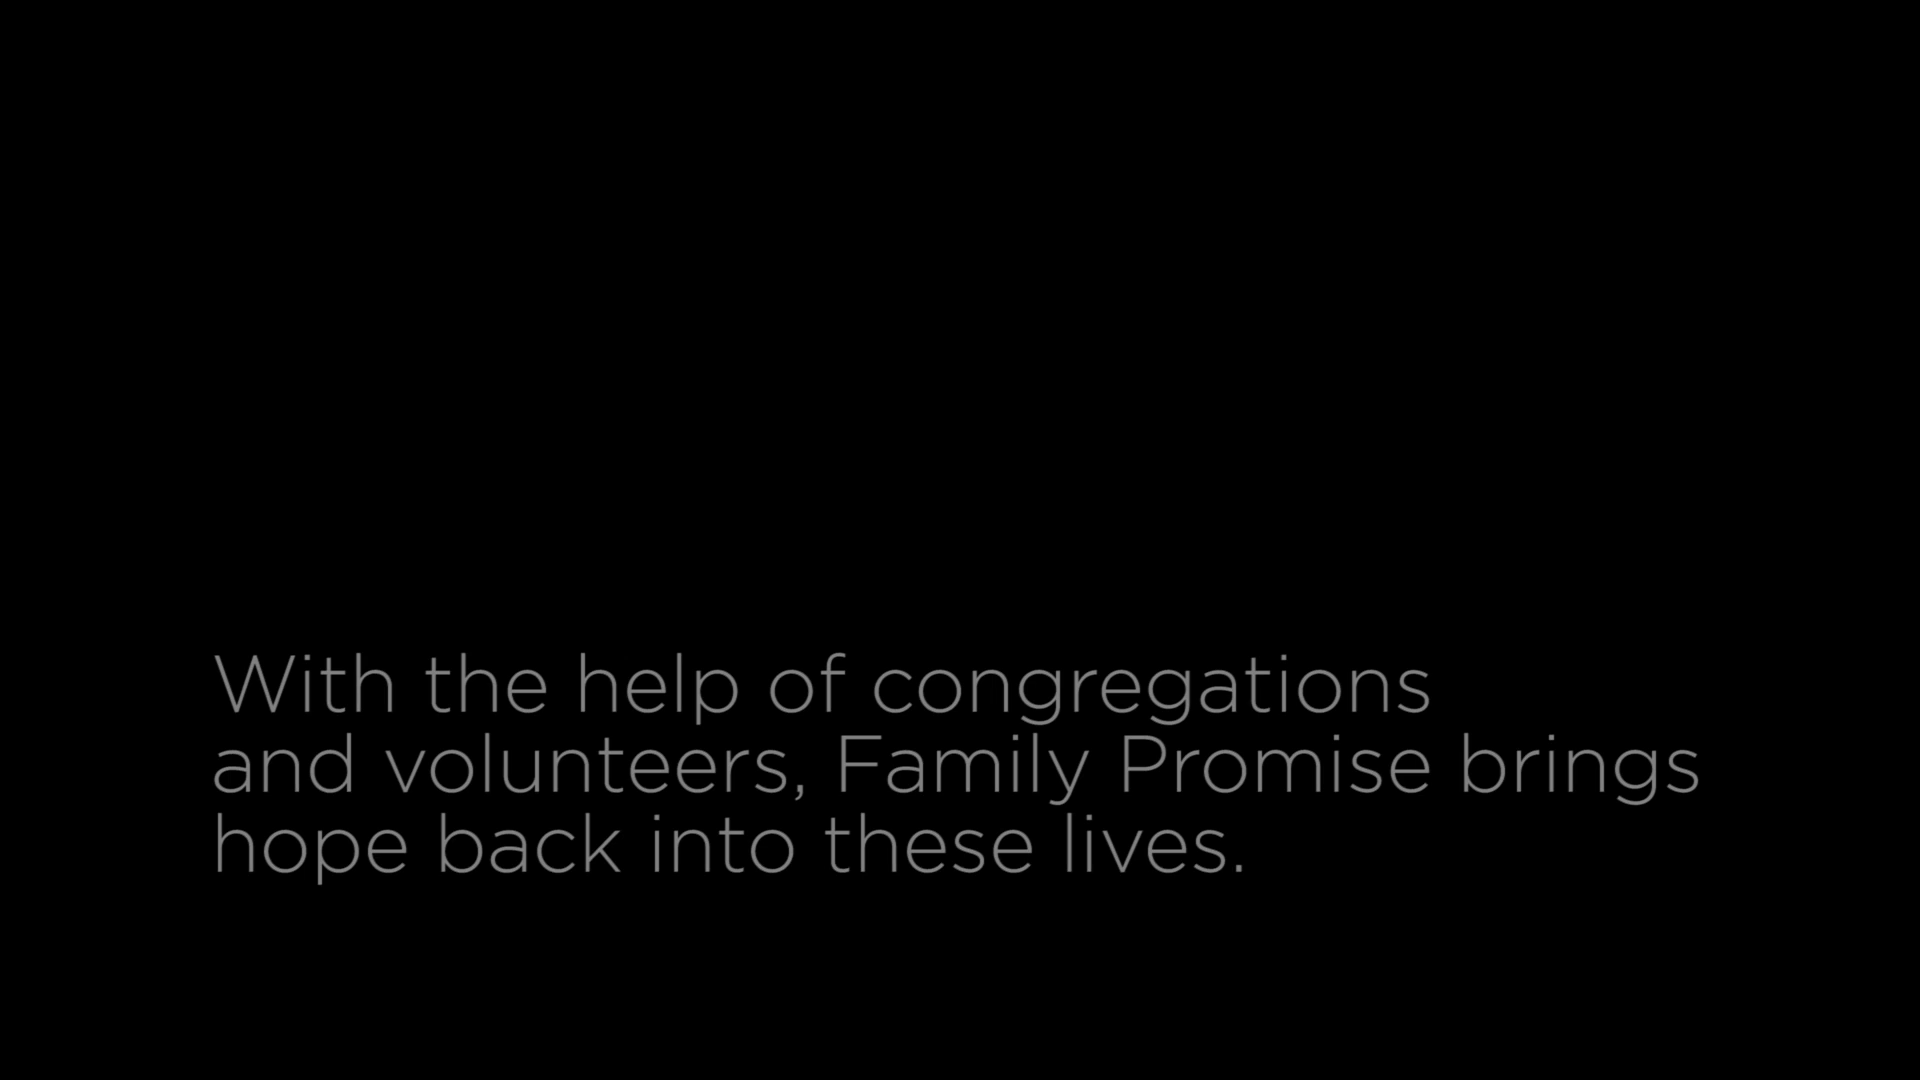 With the help of congregations
and volunteers, Family Promise brings
hope back into these lives.